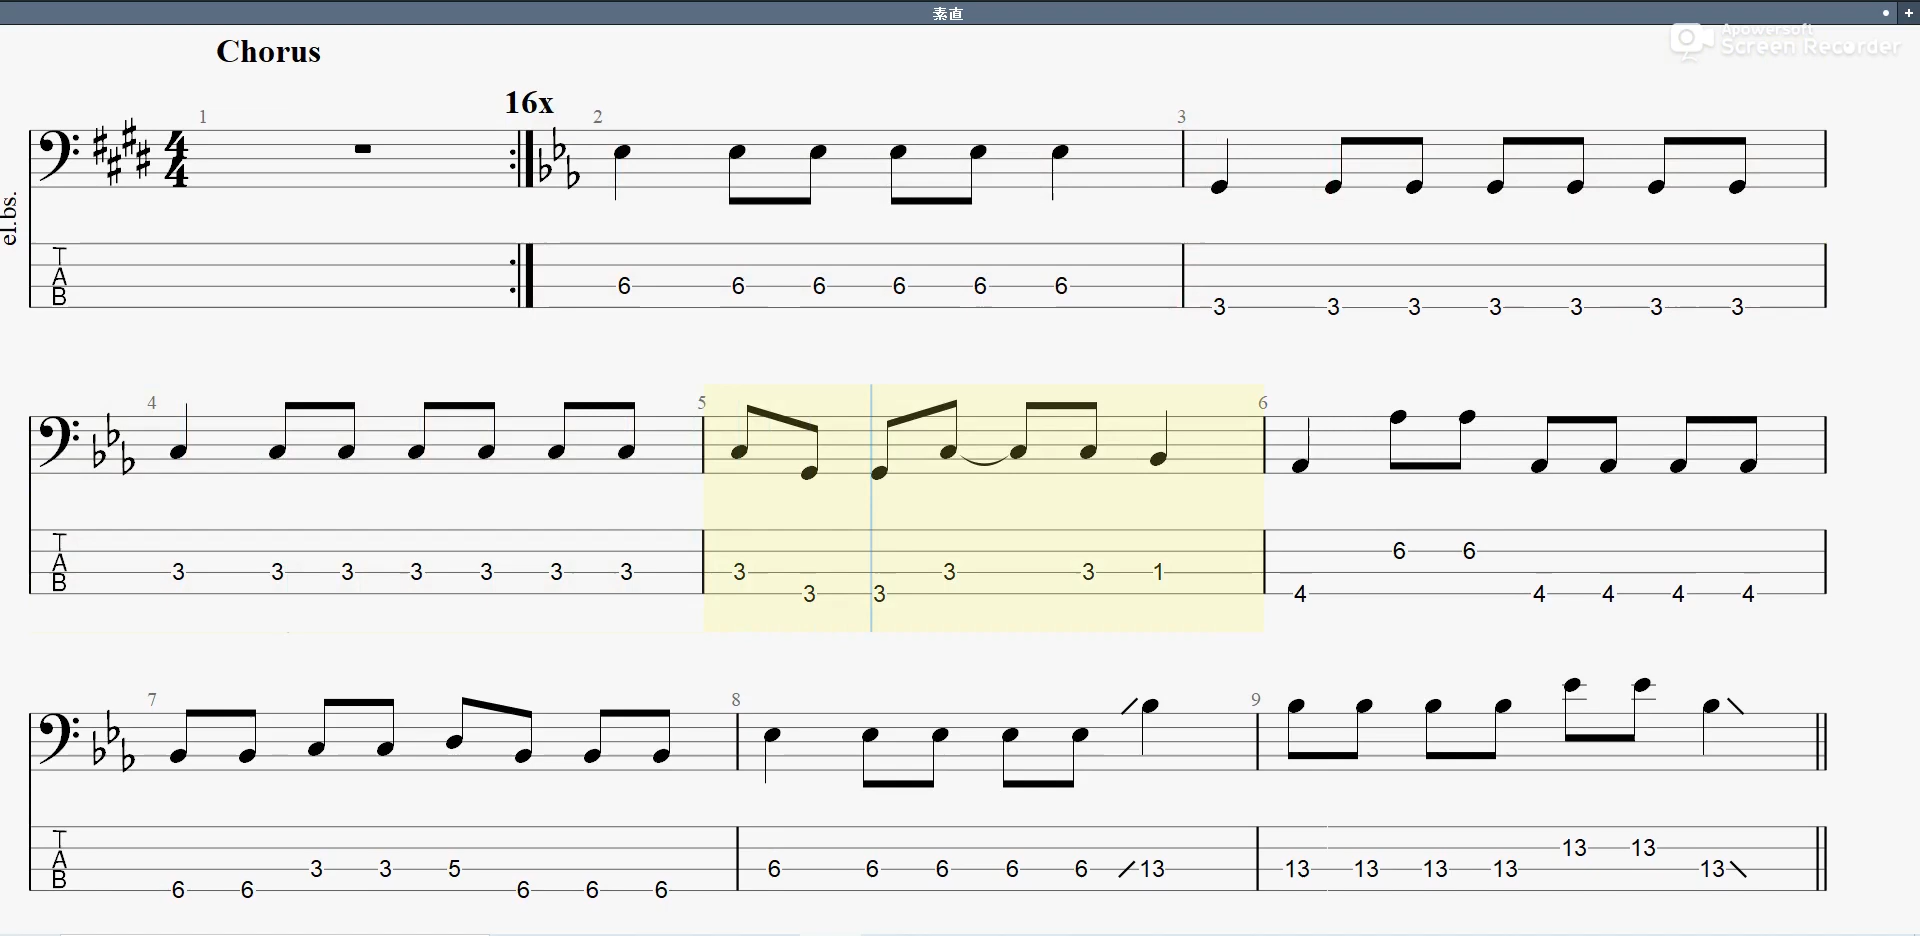 素直
Apowersoft
Screen Recorder
Chorus
16x
1 2 3
4
4
el.bs.
T
A
B
6 6 6 6 6 6
3 3 3 3 3 3 3
4 5 6
T
A
B
3 3 3 3 3 3 3
3 3 3 3 3 1
4 6 6 4 4 4 4
7 8 9
T
A
B
6 6 3 3 5 6 6 6
6 6 6 6 6 13
13 13 13 13 13 13 13